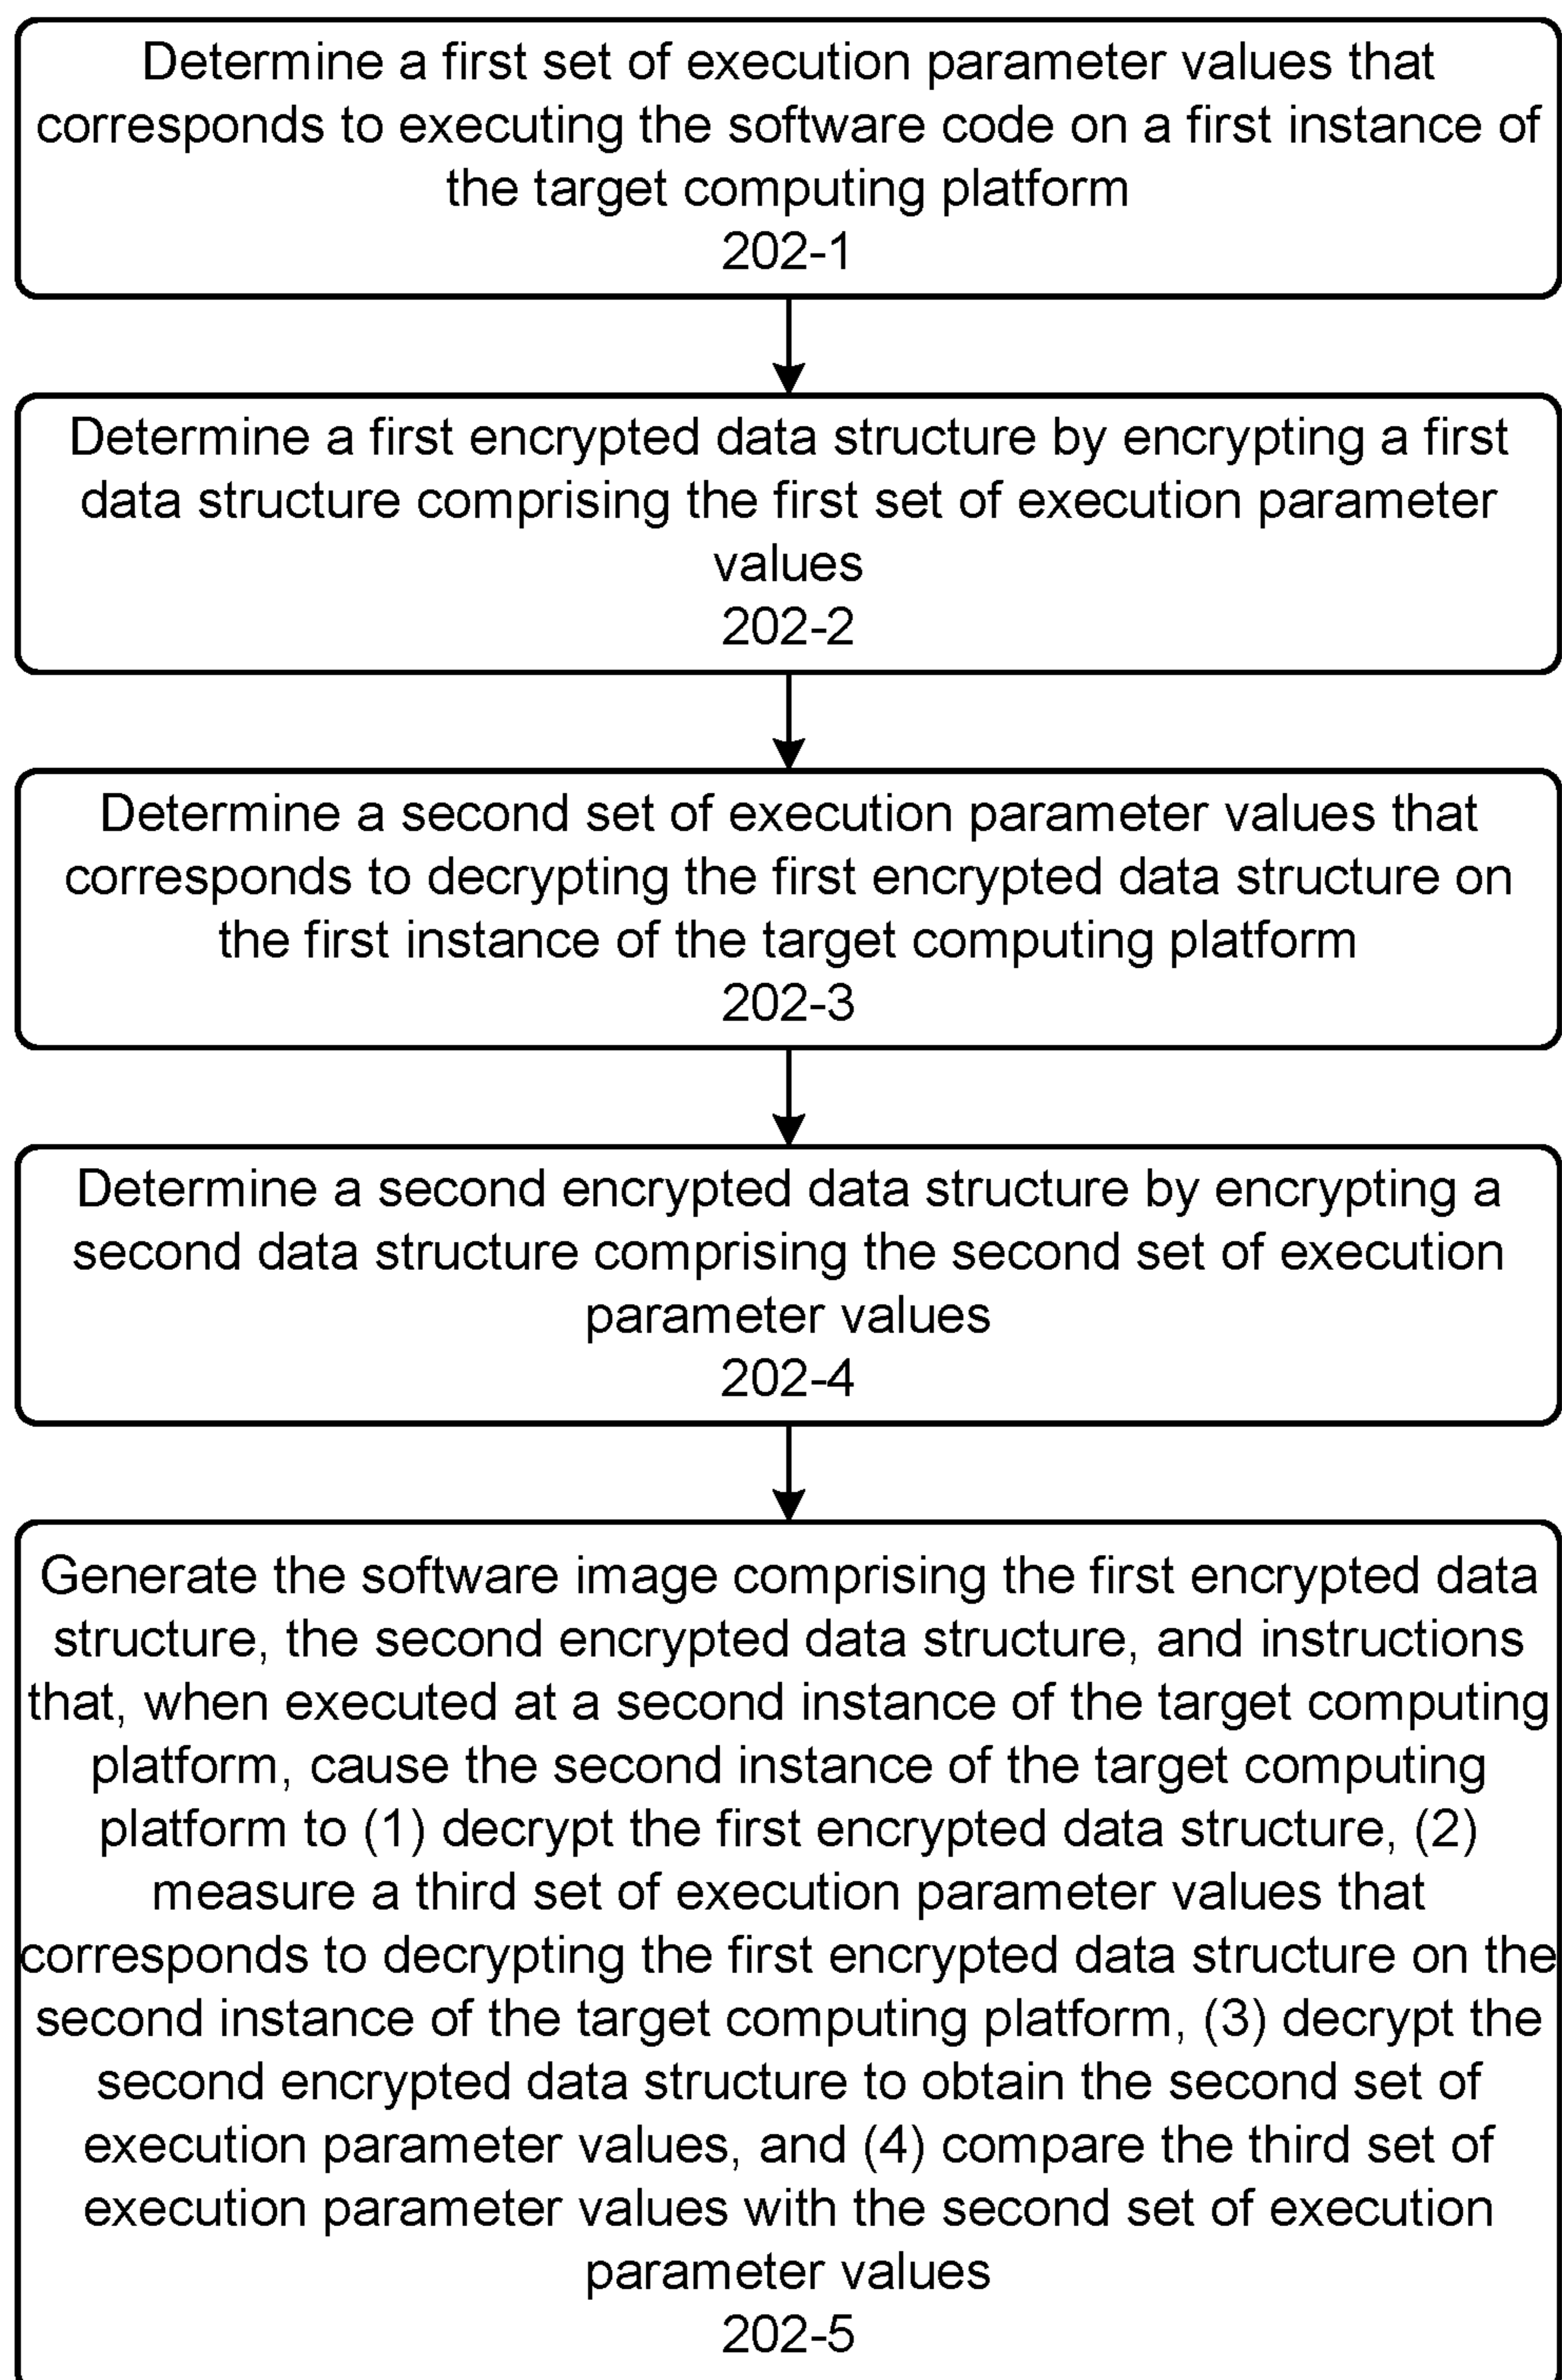 Determine a first set of execution parameter values that
corresponds to executing the software code on a first instance of
the target computing platform
202-1
Determine a first encrypted data structure by encrypting a first
data structure comprising the first set of execution parameter
values
202-2
Determine a second set of execution parameter values that
corresponds to decrypting the first encrypted data structure on
the first instance of the target computing platform
202-3
Determine a second encrypted data structure by encrypting a
second data structure comprising the second set of execution
parameter values
202-4
Generate the software image comprising the first encrypted data
structure, the second encrypted data structure, and instructions
that, when executed at a second instance of the target computing
platform, cause the second instance of the target computing
platform to (1) decrypt the first encrypted data structure, (2)
measure a third set of execution parameter values that
corresponds to decrypting the first encrypted data structure on the
second instance of the target computing platform, (3) decrypt the
second encrypted data structure to obtain the second set of
execution parameter values, and (4) compare the third set of
execution parameter values with the second set of execution
parameter values
202-5